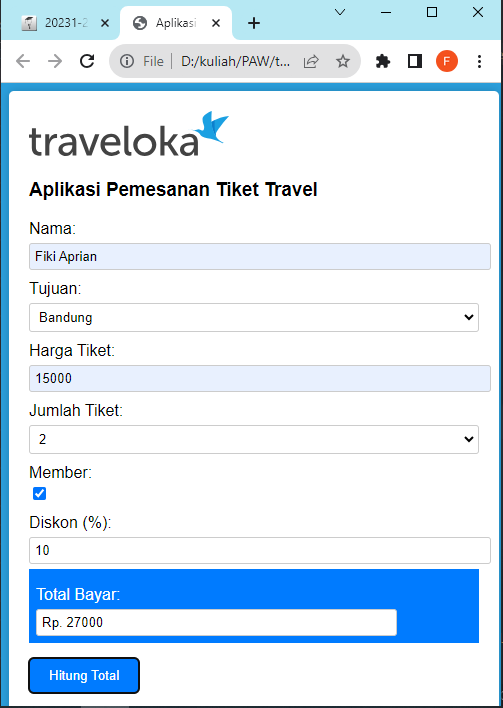 20231-2
Aplikasi
File
D:/kuliah/PAW/t...
F
traveloka
Aplikasi Pemesanan Tiket Travel
Nama:
Fiki Aprian
Tujuan:
Bandung
Harga Tiket:
15000
Jumlah Tiket:
2
Member:
Diskon (%):
10
Total Bayar:
Rp. 27000
Hitung Total